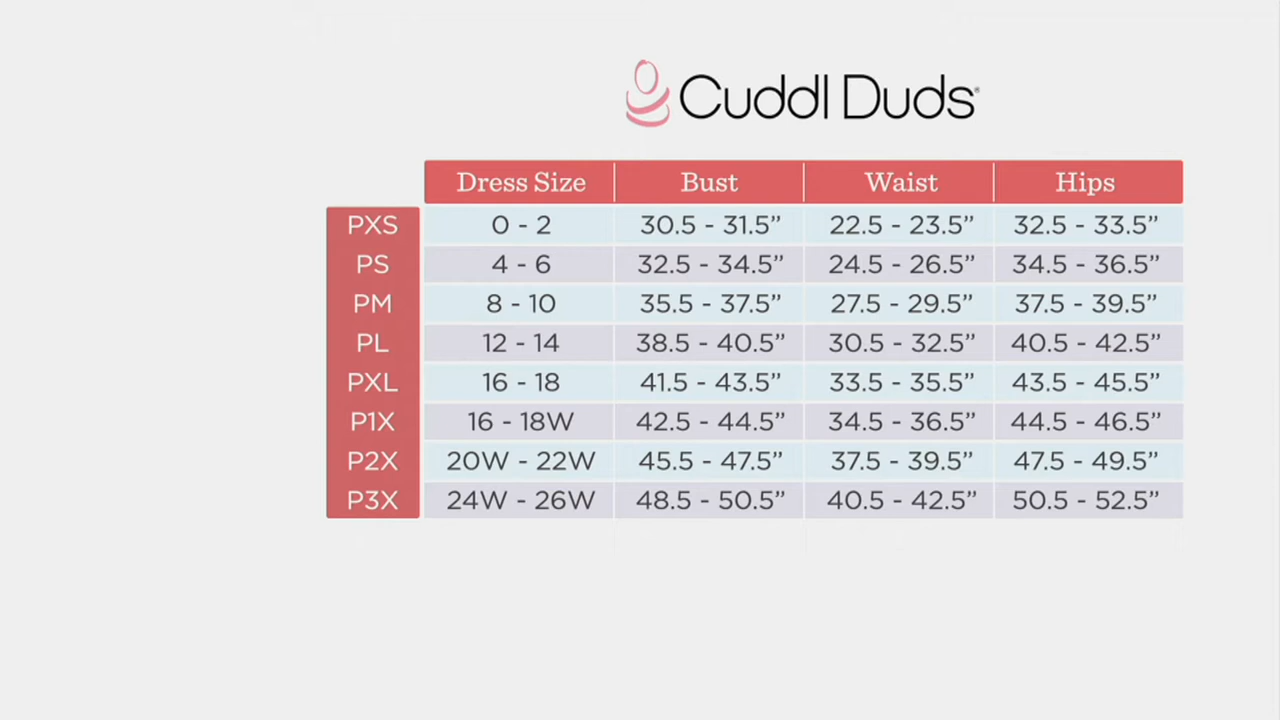 Cuddl Duds®
Dress Size Bust Waist Hips
PXS 0 - 2 30.5 - 31.5” 22.5 - 23.5” 32.5 - 33.5”
PS 4 - 6 32.5 - 34.5” 24.5 - 26.5” 34.5 - 36.5”
PM 8 - 10 35.5 - 37.5” 27.5 - 29.5” 37.5 - 39.5”
PL 12 - 14 38.5 - 40.5” 30.5 - 32.5” 40.5 - 42.5”
PXL 16 - 18 41.5 - 43.5” 33.5 - 35.5” 43.5 - 45.5”
P1X 16 - 18W 42.5 - 44.5” 34.5 - 36.5” 44.5 - 46.5”
P2X 20W - 22W 45.5 - 47.5” 37.5 - 39.5” 47.5 - 49.5”
P3X 24W - 26W 48.5 - 50.5” 40.5 - 42.5” 50.5 - 52.5”